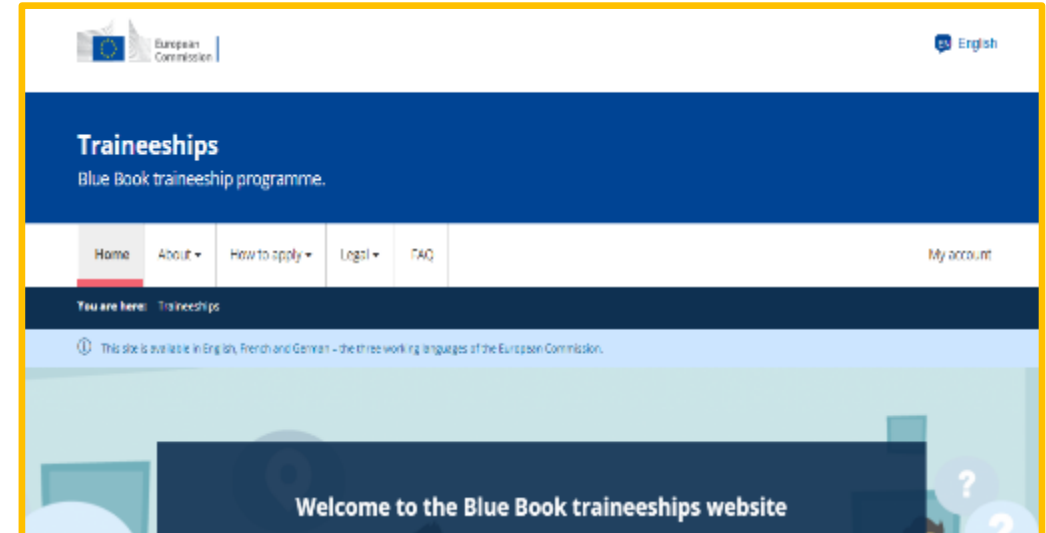 European
Commission
EN English
Traineeships
Blue Book traineeship programme.
Home About How to apply Legal FAQ My account
You are here: Traineeships
This site is available in English, French and German - the three working languages of the European Commission.
Welcome to the Blue Book traineeships website
?
?